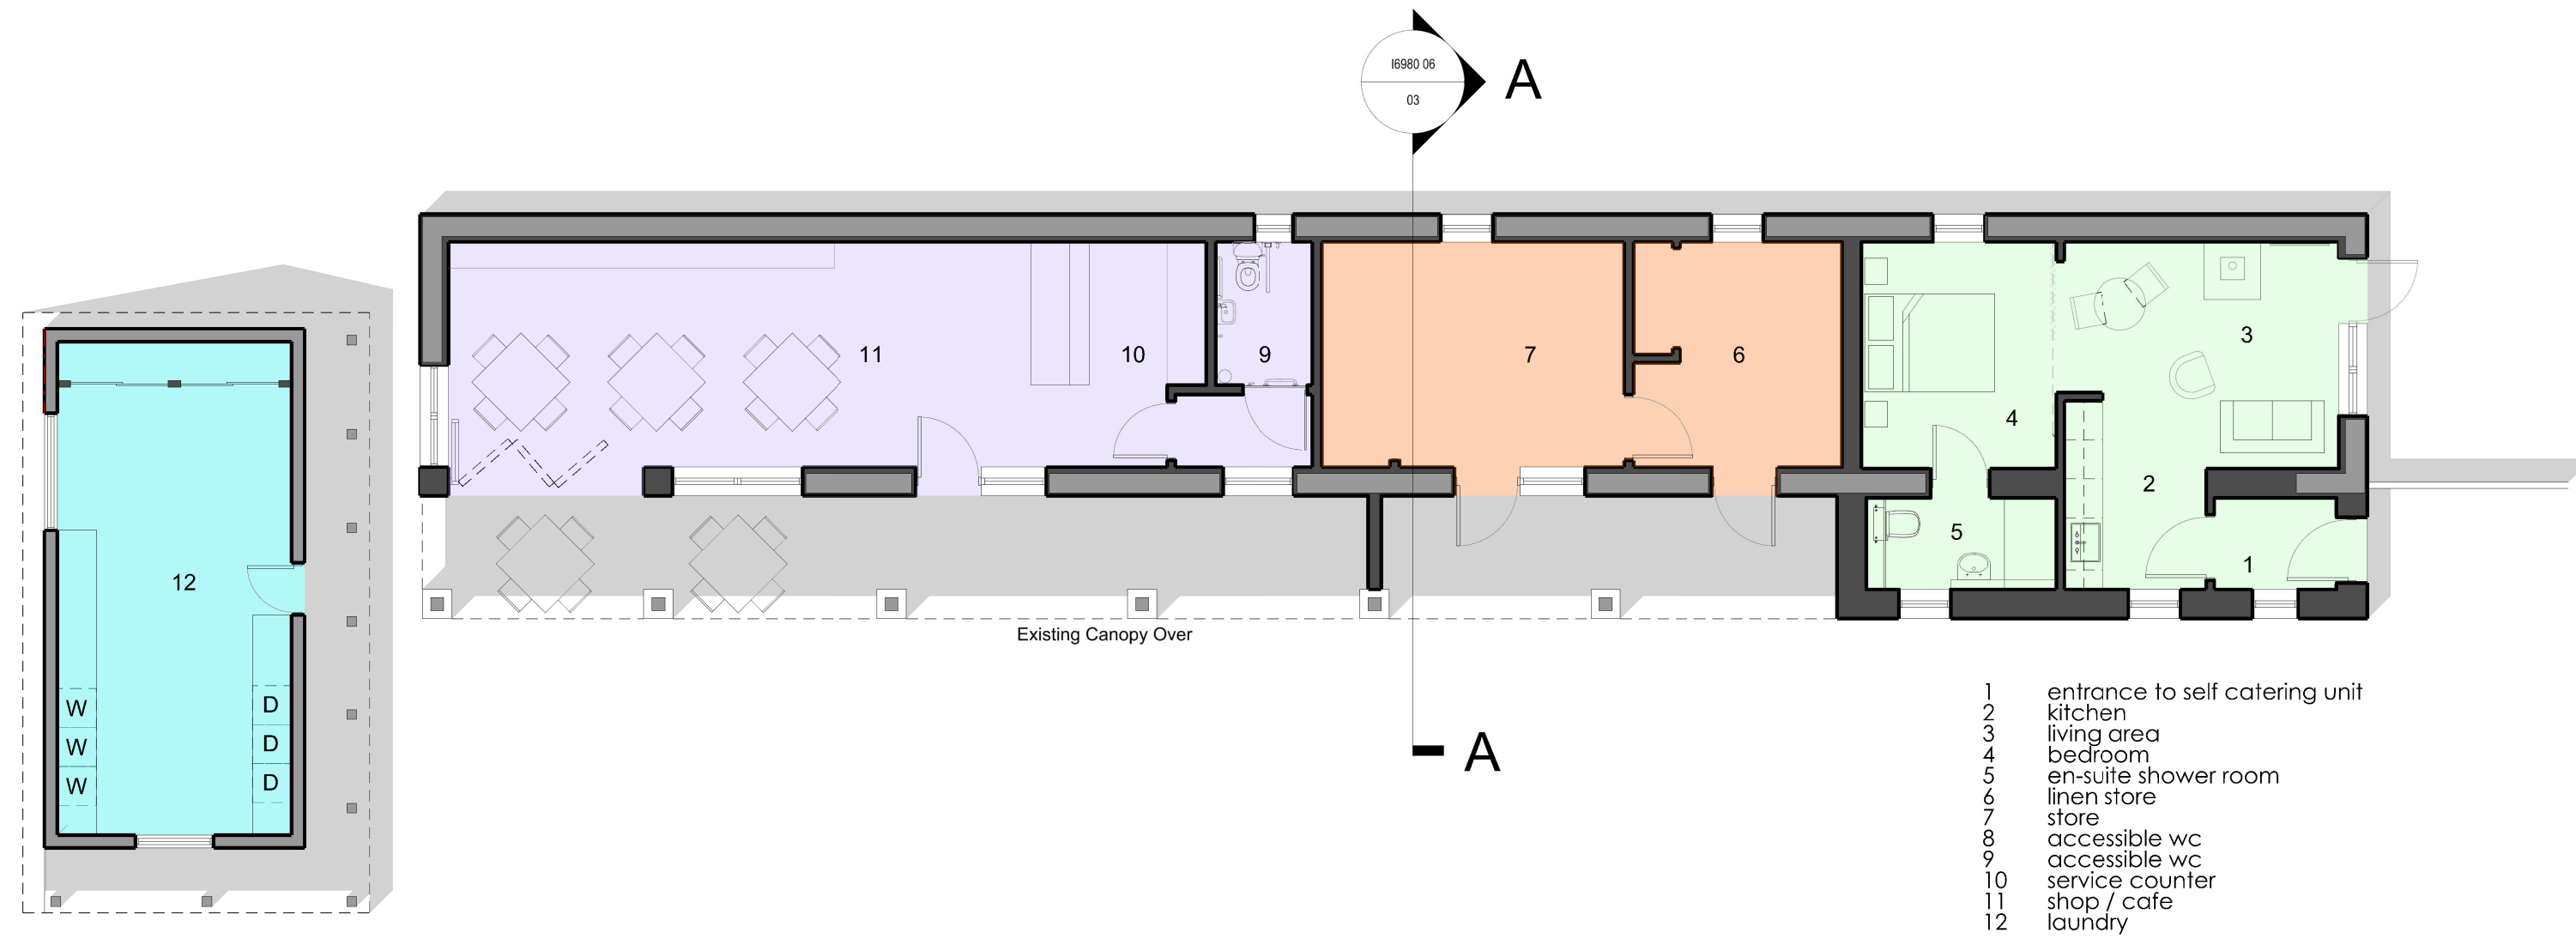 I6980 06
A
03
11
10
9
7
6
4
3
2
5
1
12
W
W
W
D
D
D
Existing Canopy Over
A
1 entrance to self catering unit
2 kitchen
3 living area
4 bedroom
5 en-suite shower room
6 linen store
7 store
8 accessible wc
9 accessible wc
10 service counter
11 shop / cafe
12 laundry